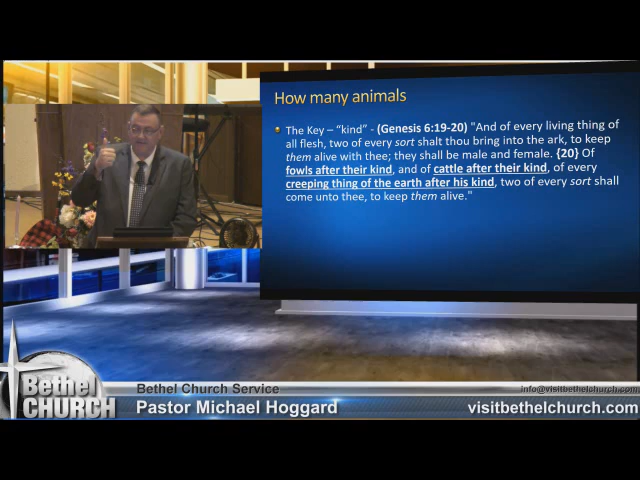 How many animals
The Key – “kind” - (Genesis 6:19-20) "And of every living thing of
all flesh, two of every sort shalt thou bring into the ark, to keep
them alive with thee; they shall be male and female. {20} Of
fowls after their kind, and of cattle after their kind, of every
creeping thing of the earth after his kind, two of every sort shall
come unto thee, to keep them alive."
Bethel
CHURCH
Bethel Church Service
info@visitbethelchurch.com
Pastor Michael Hoggard
visitbethelchurch.com